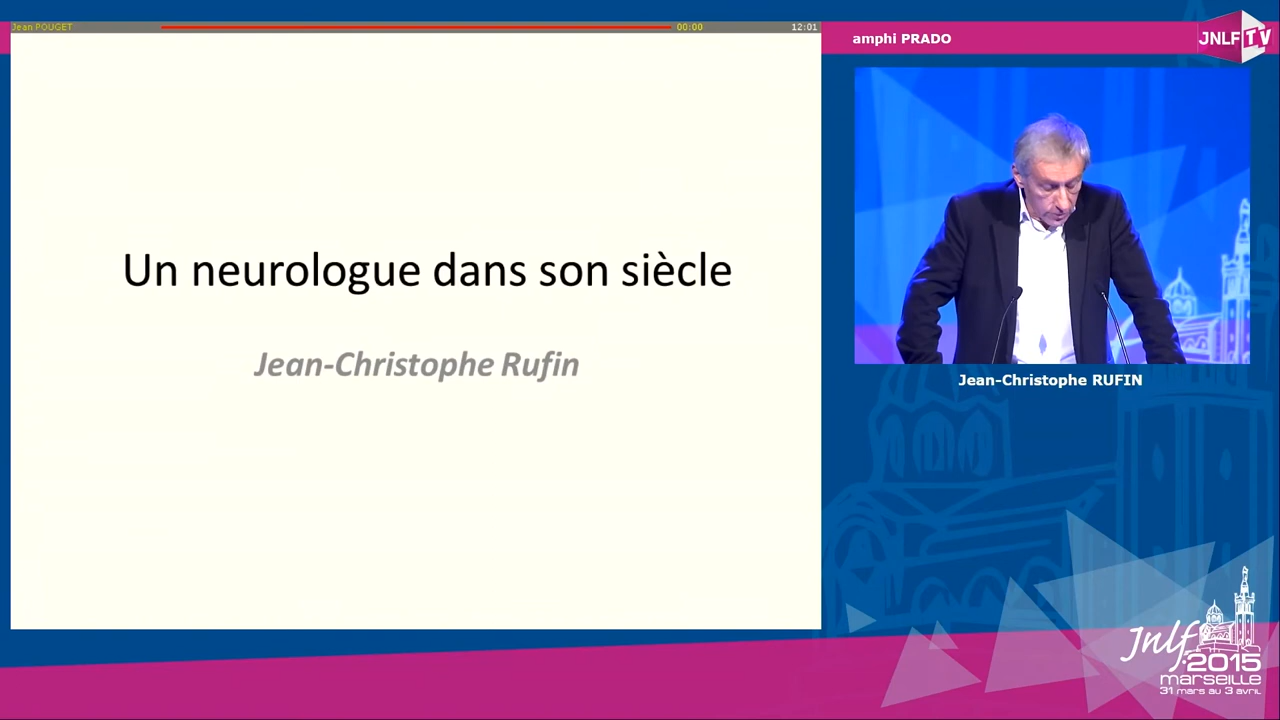 Jean POUGET 00:00 12:01
amphi PRADO
JNLF TV
Un neurologue dans son siècle
Jean-Christophe Rufin
Jean-Christophe RUFIN
Jnlf
2015
marseille
31 mars au 3 avril